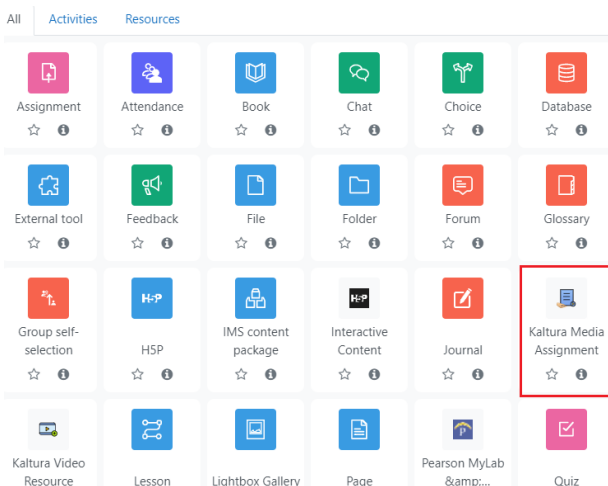 All Activities Resources
Assignment Attendance Book Chat Choice Database
External tool Feedback File Folder Forum Glossary
Group self- IMS content Interactive Kaltura Media
selection H5P package Content Journal Assignment
Kaltura Video Pearson MyLab
Resource Lesson Lightbox Gallery Page &amp;... Quiz